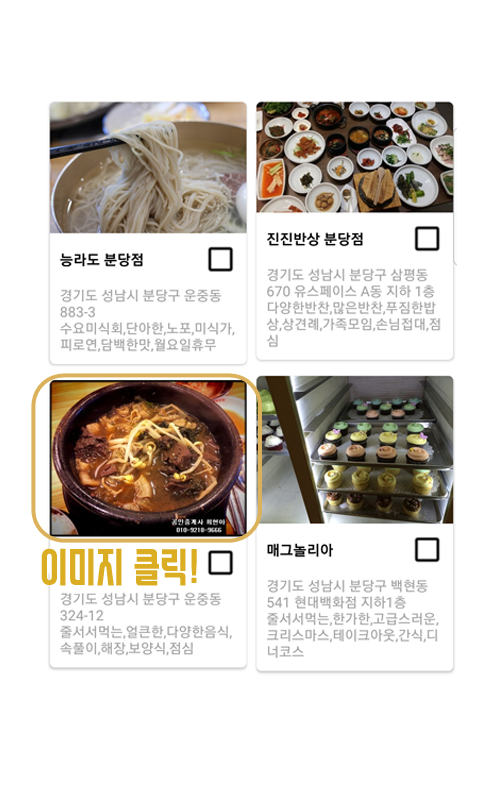 능라도 분당점
경기도 성남시 분당구 운중동
883-3
수요미식회,단아한,노포,미식가,
피로연,담백한맛,월요일휴무
진진반상 분당점
경기도 성남시 분당구 삼평동
670 유스페이스 A동 지하 1층
다양한반찬,많은반찬,푸짐한밥
상,상견례,가족모임,손님접대,점
심
공인중개사 최현아
010-9210-9666
이미지 클릭!
경기도 성남시 분당구 운중동
324-12
줄서서먹는,얼큰한,다양한음식,
속풀이,해장,보양식,점심
매그놀리아
경기도 성남시 분당구 백현동
541 현대백화점 지하1층
줄서서먹는,한가한,고급스러운,
크리스마스,테이크아웃,간식,디
너코스